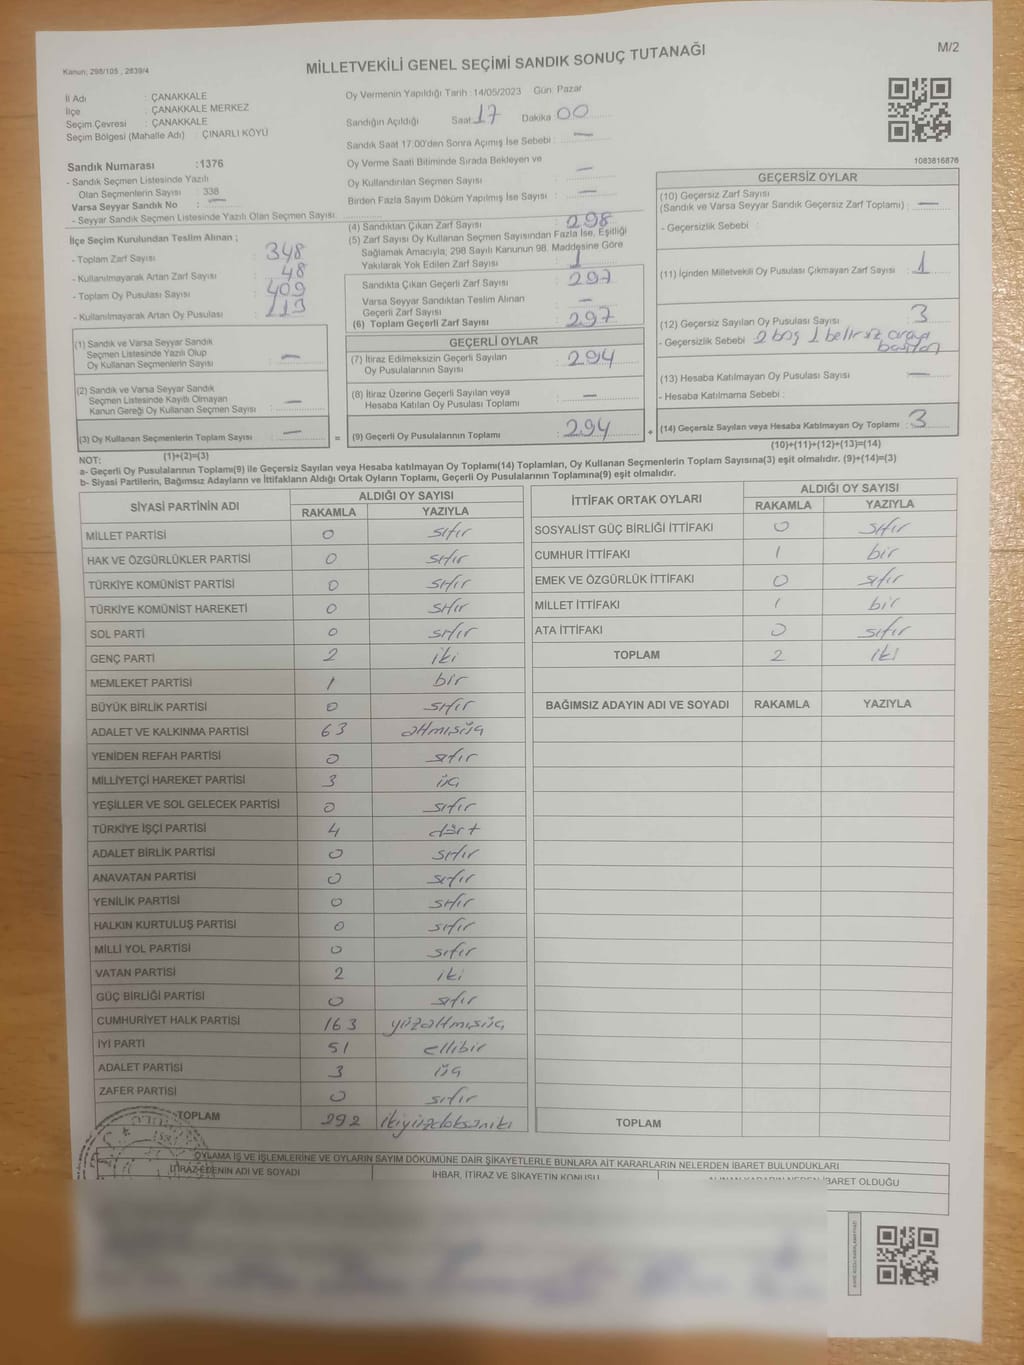 M/2
Kanun: 298/105 , 2839/4
MİLLETVEKİLİ GENEL SEÇİMİ SANDIK SONUÇ TUTANAĞI
İl Adı : ÇANAKKALE
İlçe : ÇANAKKALE MERKEZ
Seçim Çevresi : ÇANAKKALE
Seçim Bölgesi (Mahalle Adı) : ÇINARLI KÖYÜ
Sandık Numarası :1376
- Sandık Seçmen Listesinde Yazılı
Olan Seçmenlerin Sayısı : 338
Varsa Seyyar Sandık No : —
- Seyyar Sandık Seçmen Listesinde Yazılı Olan Seçmen Sayısı:
İlçe Seçim Kurulundan Teslim Alınan ;
- Toplam Zarf Sayısı : 348
- Kullanılmayarak Artan Zarf Sayısı : 48
- Toplam Oy Pusulası Sayısı : 409
- Kullanılmayarak Artan Oy Pusulası : 113
(1) Sandık ve Varsa Seyyar Sandık
Seçmen Listesinde Yazılı Olup
Oy Kullanan Seçmenlerin Sayısı : —
(2) Sandık ve Varsa Seyyar Sandık
Seçmen Listesinde Kayıtlı Olmayan
Kanun Gereği Oy Kullanan Seçmen Sayısı : —
(3) Oy Kullanan Seçmenlerin Toplam Sayısı : —
(1)+(2)=(3)
Oy Vermenin Yapıldığı Tarih :14/05/2023 Gün: Pazar
Sandığın Açıldığı Saat 17 Dakika 00
Sandık Saat 17.00'den Sonra Açımış İse Sebebi : —
Oy Verme Saati Bitiminde Sırada Bekleyen ve
Oy Kullandırılan Seçmen Sayısı : —
Birden Fazla Sayım Döküm Yapılmış İse Sayısı : —
(4) Sandıktan Çıkan Zarf Sayısı : 298
(5) Zarf Sayısı Oy Kullanan Seçmen Sayısından Fazla İse, Eşitliği
Sağlamak Amacıyla; 298 Sayılı Kanunun 98. Maddesine Göre
Yakılarak Yok Edilen Zarf Sayısı : 1
Sandıkta Çıkan Geçerli Zarf Sayısı : 297
Varsa Seyyar Sandıktan Teslim Alınan
Geçerli Zarf Sayısı : —
(6) Toplam Geçerli Zarf Sayısı : 297
GEÇERLİ OYLAR
(7) İtiraz Edilmeksizin Geçerli Sayılan
Oy Pusulalarının Sayısı : 294
(8) İtiraz Üzerine Geçerli Sayılan veya
Hesaba Katılan Oy Pusulası Toplamı : —
= (9) Geçerli Oy Pusulalarının Toplamı : 294 +
1083816876
GEÇERSİZ OYLAR
(10) Geçersiz Zarf Sayısı
(Sandık ve Varsa Seyyar Sandık Geçersiz Zarf Toplamı) : —
- Geçersizlik Sebebi :
(11) İçinden Milletvekili Oy Pusulası Çıkmayan Zarf Sayısı : 1
(12) Geçersiz Sayılan Oy Pusulası Sayısı : 3
- Geçersizlik Sebebi : 2 boş 1 belirsiz araya
(13) Hesaba Katılmayan Oy Pusulası Sayısı : —
- Hesaba Katılmama Sebebi :
(14) Geçersiz Sayılan veya Hesaba Katılmayan Oy Toplamı : 3
(10)+(11)+(12)+(13)=(14)
NOT:
a- Geçerli Oy Pusulalarının Toplamı(9) ile Geçersiz Sayılan veya Hesaba katılmayan Oy Toplamı(14) Toplamları, Oy Kullanan Seçmenlerin Toplam Sayısına(3) eşit olmalıdır. (9)+(14)=(3)
b- Siyasi Partilerin, Bağımsız Adayların ve İttifakların Aldığı Ortak Oyların Toplamı, Geçerli Oy Pusulalarının Toplamına(9) eşit olmalıdır.
SİYASİ PARTİNİN ADI ALDIĞI OY SAYISI
RAKAMLA YAZIYLA
MİLLET PARTİSİ 0 sıfır
HAK VE ÖZGÜRLÜKLER PARTİSİ 0 sıfır
TÜRKİYE KOMÜNİST PARTİSİ 0 sıfır
TÜRKİYE KOMÜNİST HAREKETİ 0 sıfır
SOL PARTİ 0 sıfır
GENÇ PARTİ 2 iki
MEMLEKET PARTİSİ 1 bir
BÜYÜK BİRLİK PARTİSİ 0 sıfır
ADALET VE KALKINMA PARTİSİ 63 altmışüç
YENİDEN REFAH PARTİSİ 0 sıfır
MİLLİYETÇİ HAREKET PARTİSİ 3 üç
YEŞİLLER VE SOL GELECEK PARTİSİ 0 sıfır
TÜRKİYE İŞÇİ PARTİSİ 4 dört
ADALET BİRLİK PARTİSİ 0 sıfır
ANAVATAN PARTİSİ 0 sıfır
YENİLİK PARTİSİ 0 sıfır
HALKIN KURTULUŞ PARTİSİ 0 sıfır
MİLLİ YOL PARTİSİ 0 sıfır
VATAN PARTİSİ 2 iki
GÜÇ BİRLİĞİ PARTİSİ 0 sıfır
CUMHURİYET HALK PARTİSİ 163 yüzaltmışüç
İYİ PARTİ 51 ellibir
ADALET PARTİSİ 3 üç
ZAFER PARTİSİ 0 sıfır
TOPLAM 292 ikiyüzdoksaniki
İTTİFAK ORTAK OYLARI ALDIĞI OY SAYISI
RAKAMLA YAZIYLA
SOSYALİST GÜÇ BİRLİĞİ İTTİFAKI 0 sıfır
CUMHUR İTTİFAKI 1 bir
EMEK VE ÖZGÜRLÜK İTTİFAKI 0 sıfır
MİLLET İTTİFAKI 1 bir
ATA İTTİFAKI 0 sıfır
TOPLAM 2 iki
BAĞIMSIZ ADAYIN ADI VE SOYADI RAKAMLA YAZIYLA
TOPLAM
OYLAMA İŞ VE İŞLEMLERİNE VE OYLARIN SAYIM DÖKÜMÜNE DAİR ŞİKAYETLERLE BUNLARA AİT KARARLARIN NELERDEN İBARET BULUNDUKLARI
İTİRAZ EDENİN ADI VE SOYADI İHBAR, İTİRAZ VE ŞİKAYETİN KONUSU ALINAN KARARIN NEDEN İBARET OLDUĞU